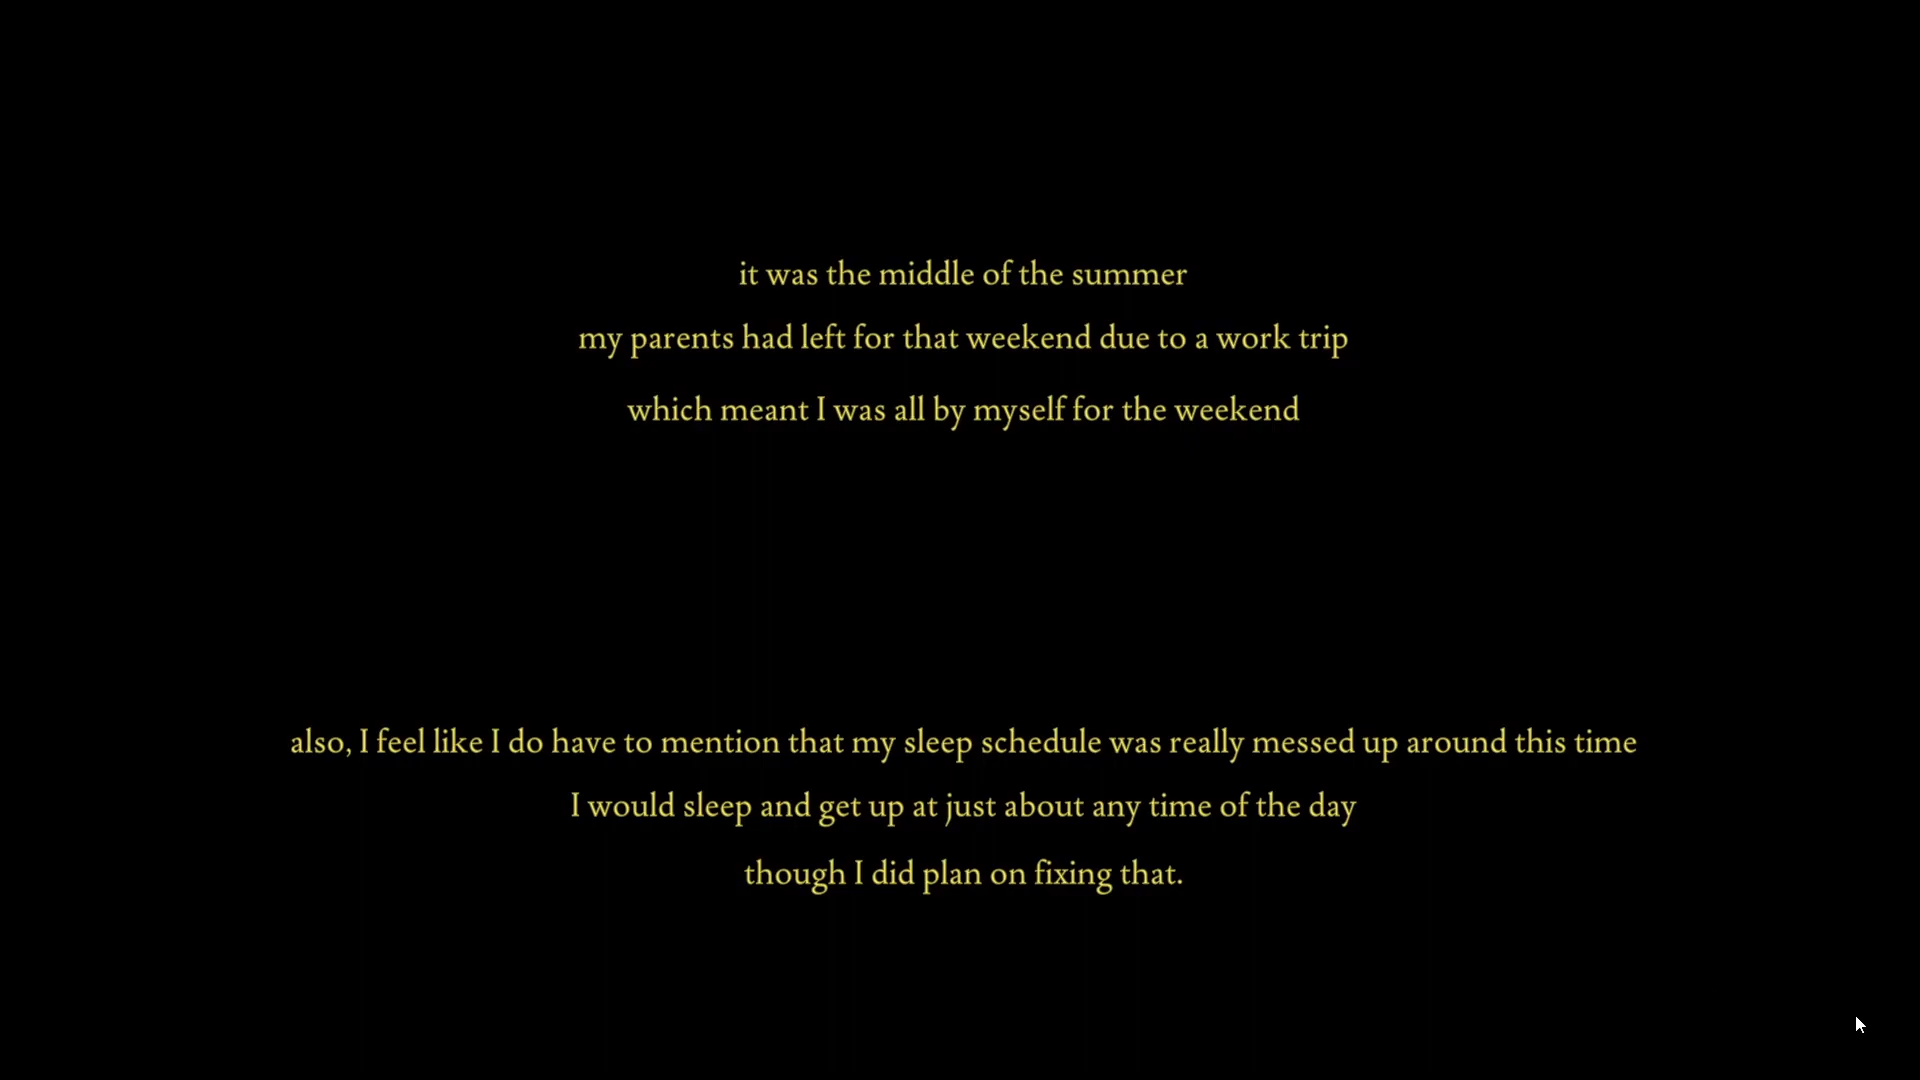 it was the middle of the summer
my parents had left for that weekend due to a work trip
which meant I was all by myself for the weekend
also, I feel like I do have to mention that my sleep schedule was really messed up around this time
I would sleep and get up at just about any time of the day
though I did plan on fixing that.